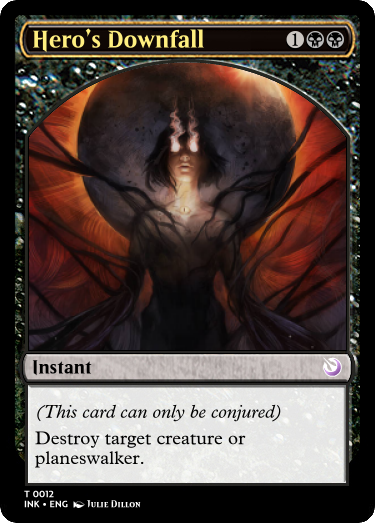 Hero's Downfall 1
Instant
(This card can only be conjured)
Destroy target creature or
planeswalker.
T 0012
INK • ENG JULIE DILLON